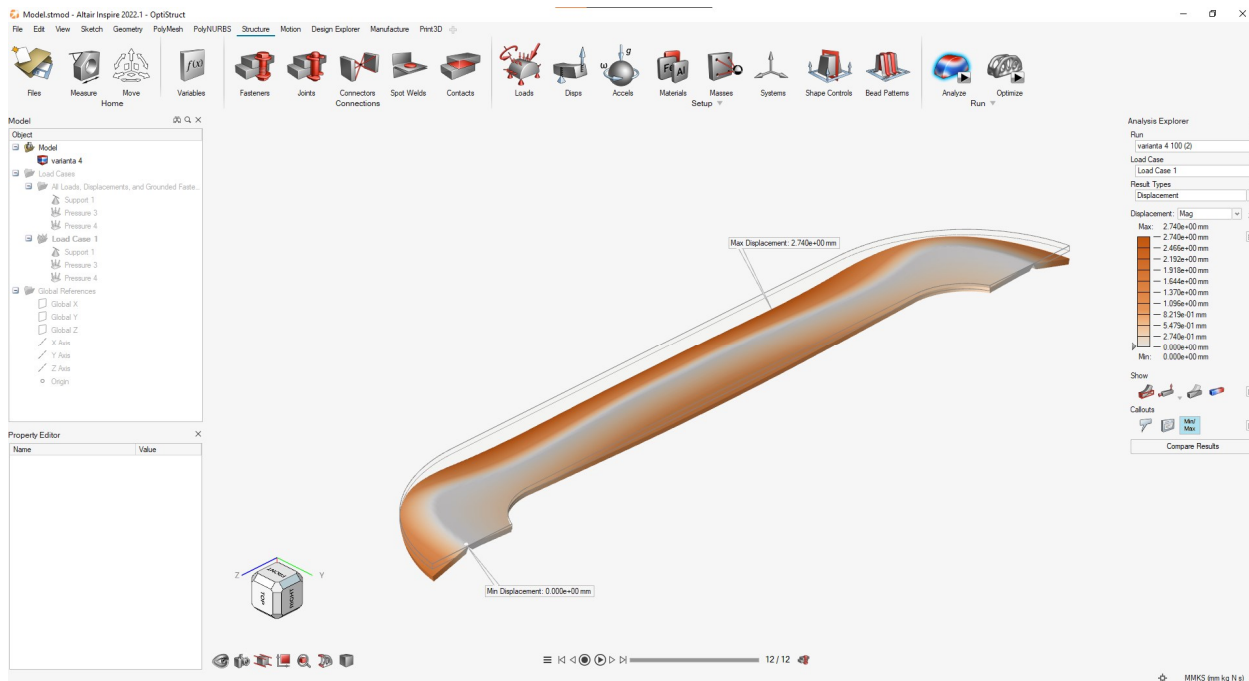 Model.stmod - Altair Inspire 2022.1 - OptiStruct
File Edit View Sketch Geometry PolyMesh PolyNURBS Structure Motion Design Explorer Manufacture Print3D
f(x)
g
ω
Fe Al
Files Measure Move Variables Fasteners Joints Connectors Spot Welds Contacts Loads Disps Accels Materials Masses Systems Shape Controls Bead Patterns Analyze Optimize
Home Connections Setup Run
Model
Object
Model
varianta 4
Load Cases
All Loads, Displacements, and Grounded Faste...
Support 1
Pressure 3
Pressure 4
Load Case 1
Support 1
Pressure 3
Pressure 4
Global References
Global X
Global Y
Global Z
X Axis
Y Axis
Z Axis
Origin
Property Editor
Name Value
Max Displacement: 2.740e+00 mm
Min Displacement: 0.000e+00 mm
Z Y
FRONT
TOP
RIGHT
12 / 12
Analysis Explorer
Run
varianta 4 100 (2)
Load Case
Load Case 1
Result Types
Displacement
Displacement: Mag
Max: 2.740e+00 mm
2.740e+00 mm
2.466e+00 mm
2.192e+00 mm
1.918e+00 mm
1.644e+00 mm
1.370e+00 mm
1.096e+00 mm
8.219e-01 mm
5.479e-01 mm
2.740e-01 mm
0.000e+00 mm
Min: 0.000e+00 mm
Show
Callouts
Min/
Max
Compare Results
MMKS (mm kg N s)